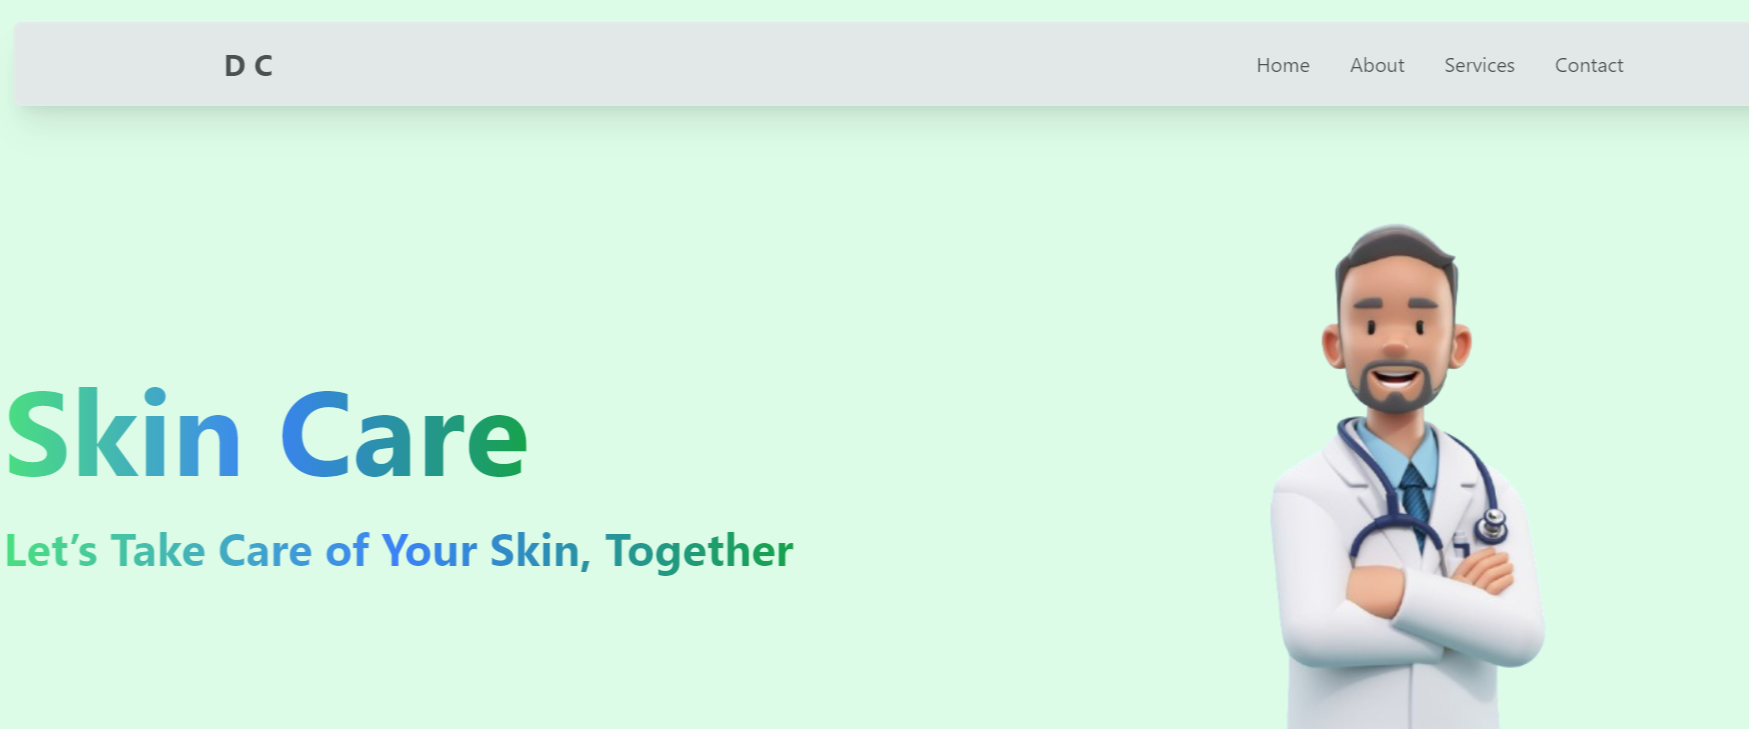 D C
Home About Services Contact
Skin Care
Let’s Take Care of Your Skin, Together